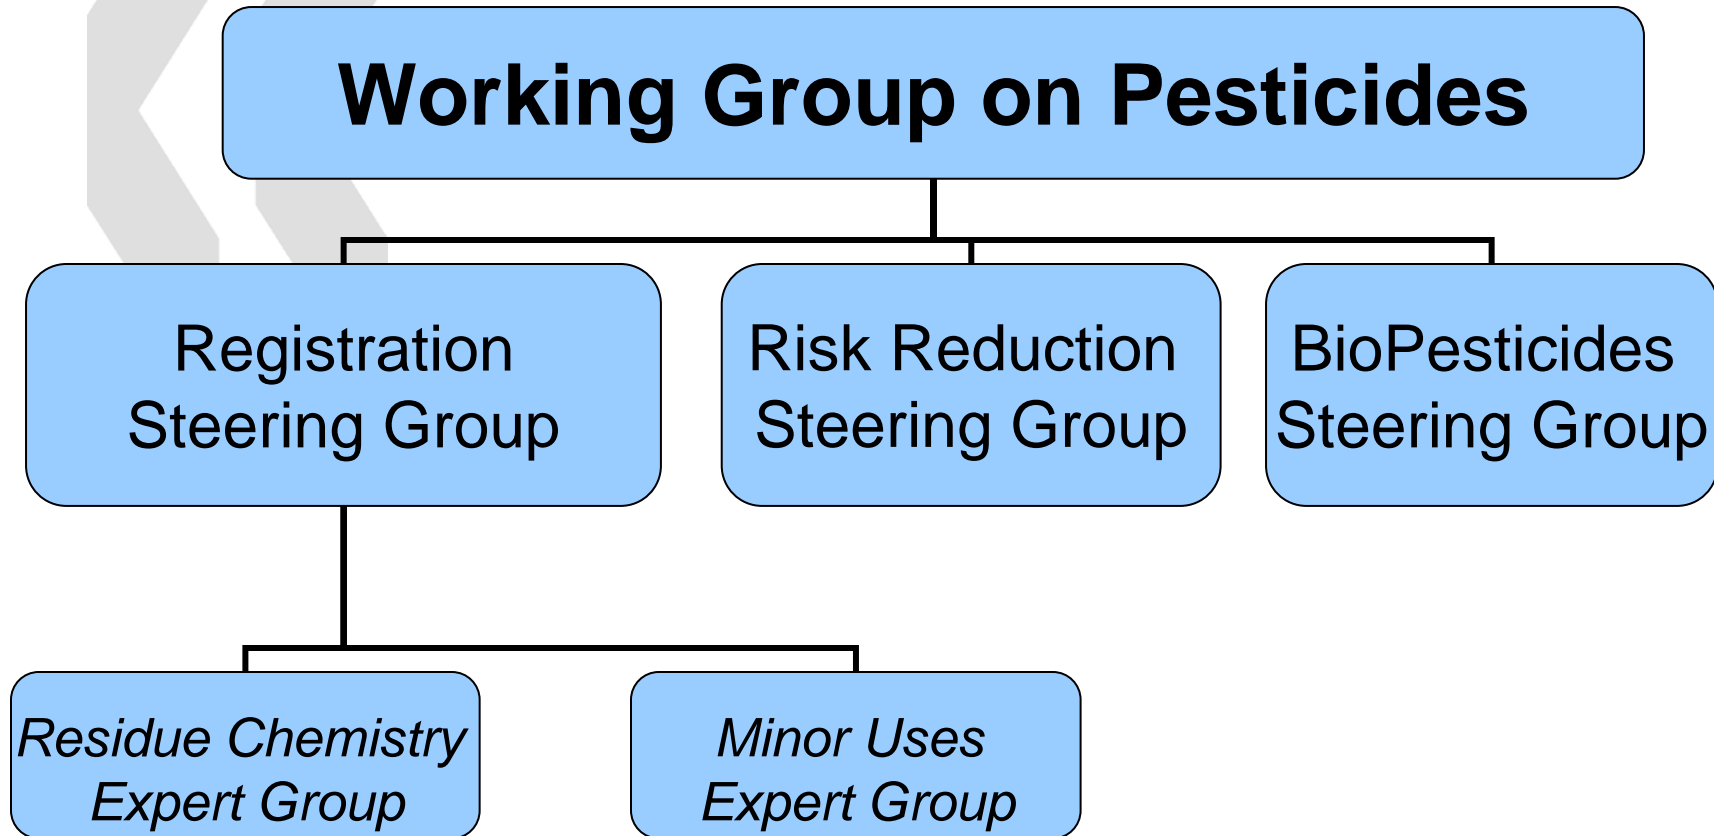 Working Group on Pesticides
Registration
Steering Group
Risk Reduction
Steering Group
BioPesticides
Steering Group
Residue Chemistry
Expert Group
Minor Uses
Expert Group